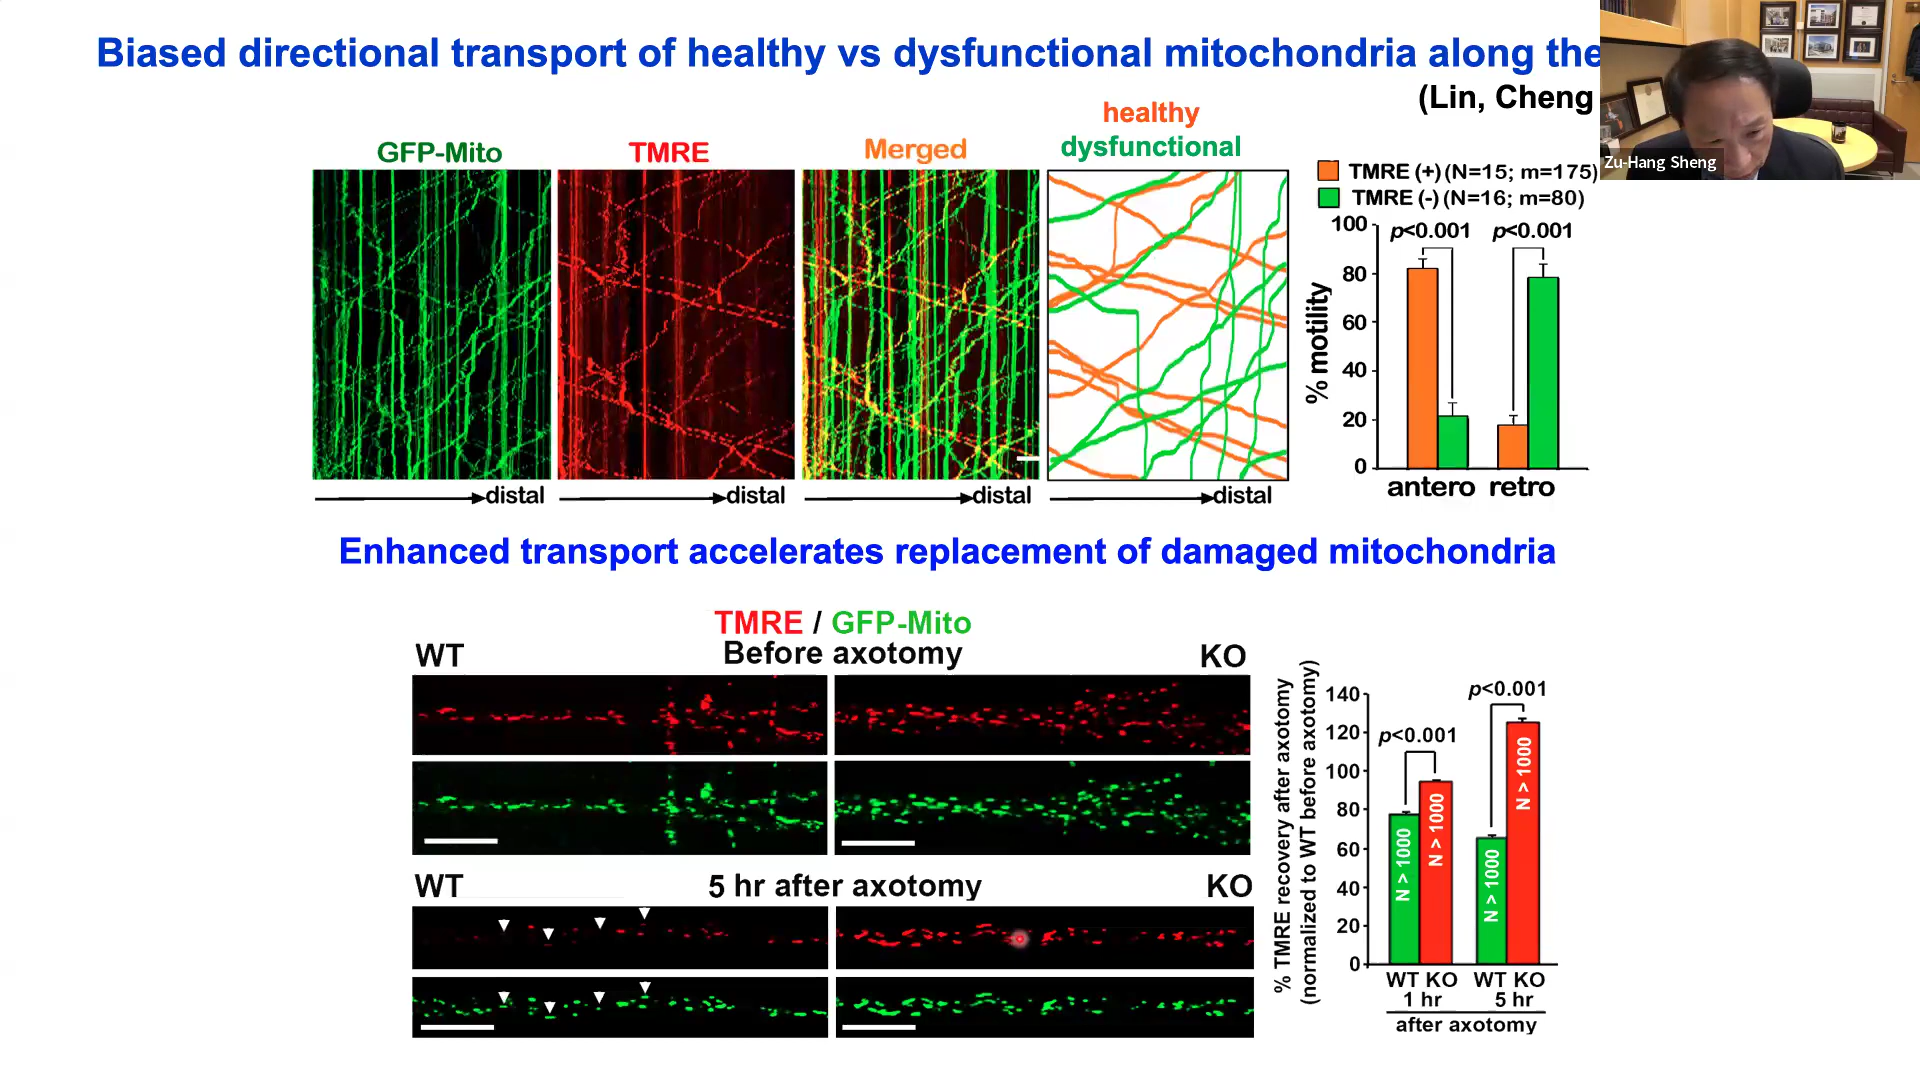 Biased directional transport of healthy vs dysfunctional mitochondria along the
(Lin, Cheng
Zu-Hang Sheng
healthy
dysfunctional
GFP-Mito
TMRE
Merged
TMRE (+) (N=15; m=175)
TMRE (-) (N=16; m=80)
% motility
100
80
60
40
20
0
p<0.001
p<0.001
antero retro
distal
distal
distal
distal
Enhanced transport accelerates replacement of damaged mitochondria
TMRE / GFP-Mito
WT
Before axotomy
KO
WT
5 hr after axotomy
KO
% TMRE recovery after axotomy
(normalized to WT before axotomy)
140
120
100
80
60
40
20
0
p<0.001
p<0.001
N > 1000
N > 1000
N > 1000
N > 1000
WT KO
WT KO
1 hr
5 hr
after axotomy